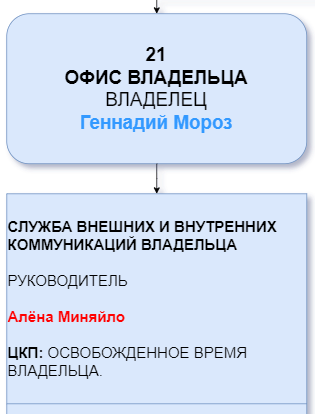 21
ОФИС ВЛАДЕЛЬЦА
ВЛАДЕЛЕЦ
Геннадий Мороз
СЛУЖБА ВНЕШНИХ И ВНУТРЕННИХ
КОММУНИКАЦИЙ ВЛАДЕЛЬЦА
РУКОВОДИТЕЛЬ
Алёна Миняйло
ЦКП: ОСВОБОЖДЕННОЕ ВРЕМЯ
ВЛАДЕЛЬЦА.